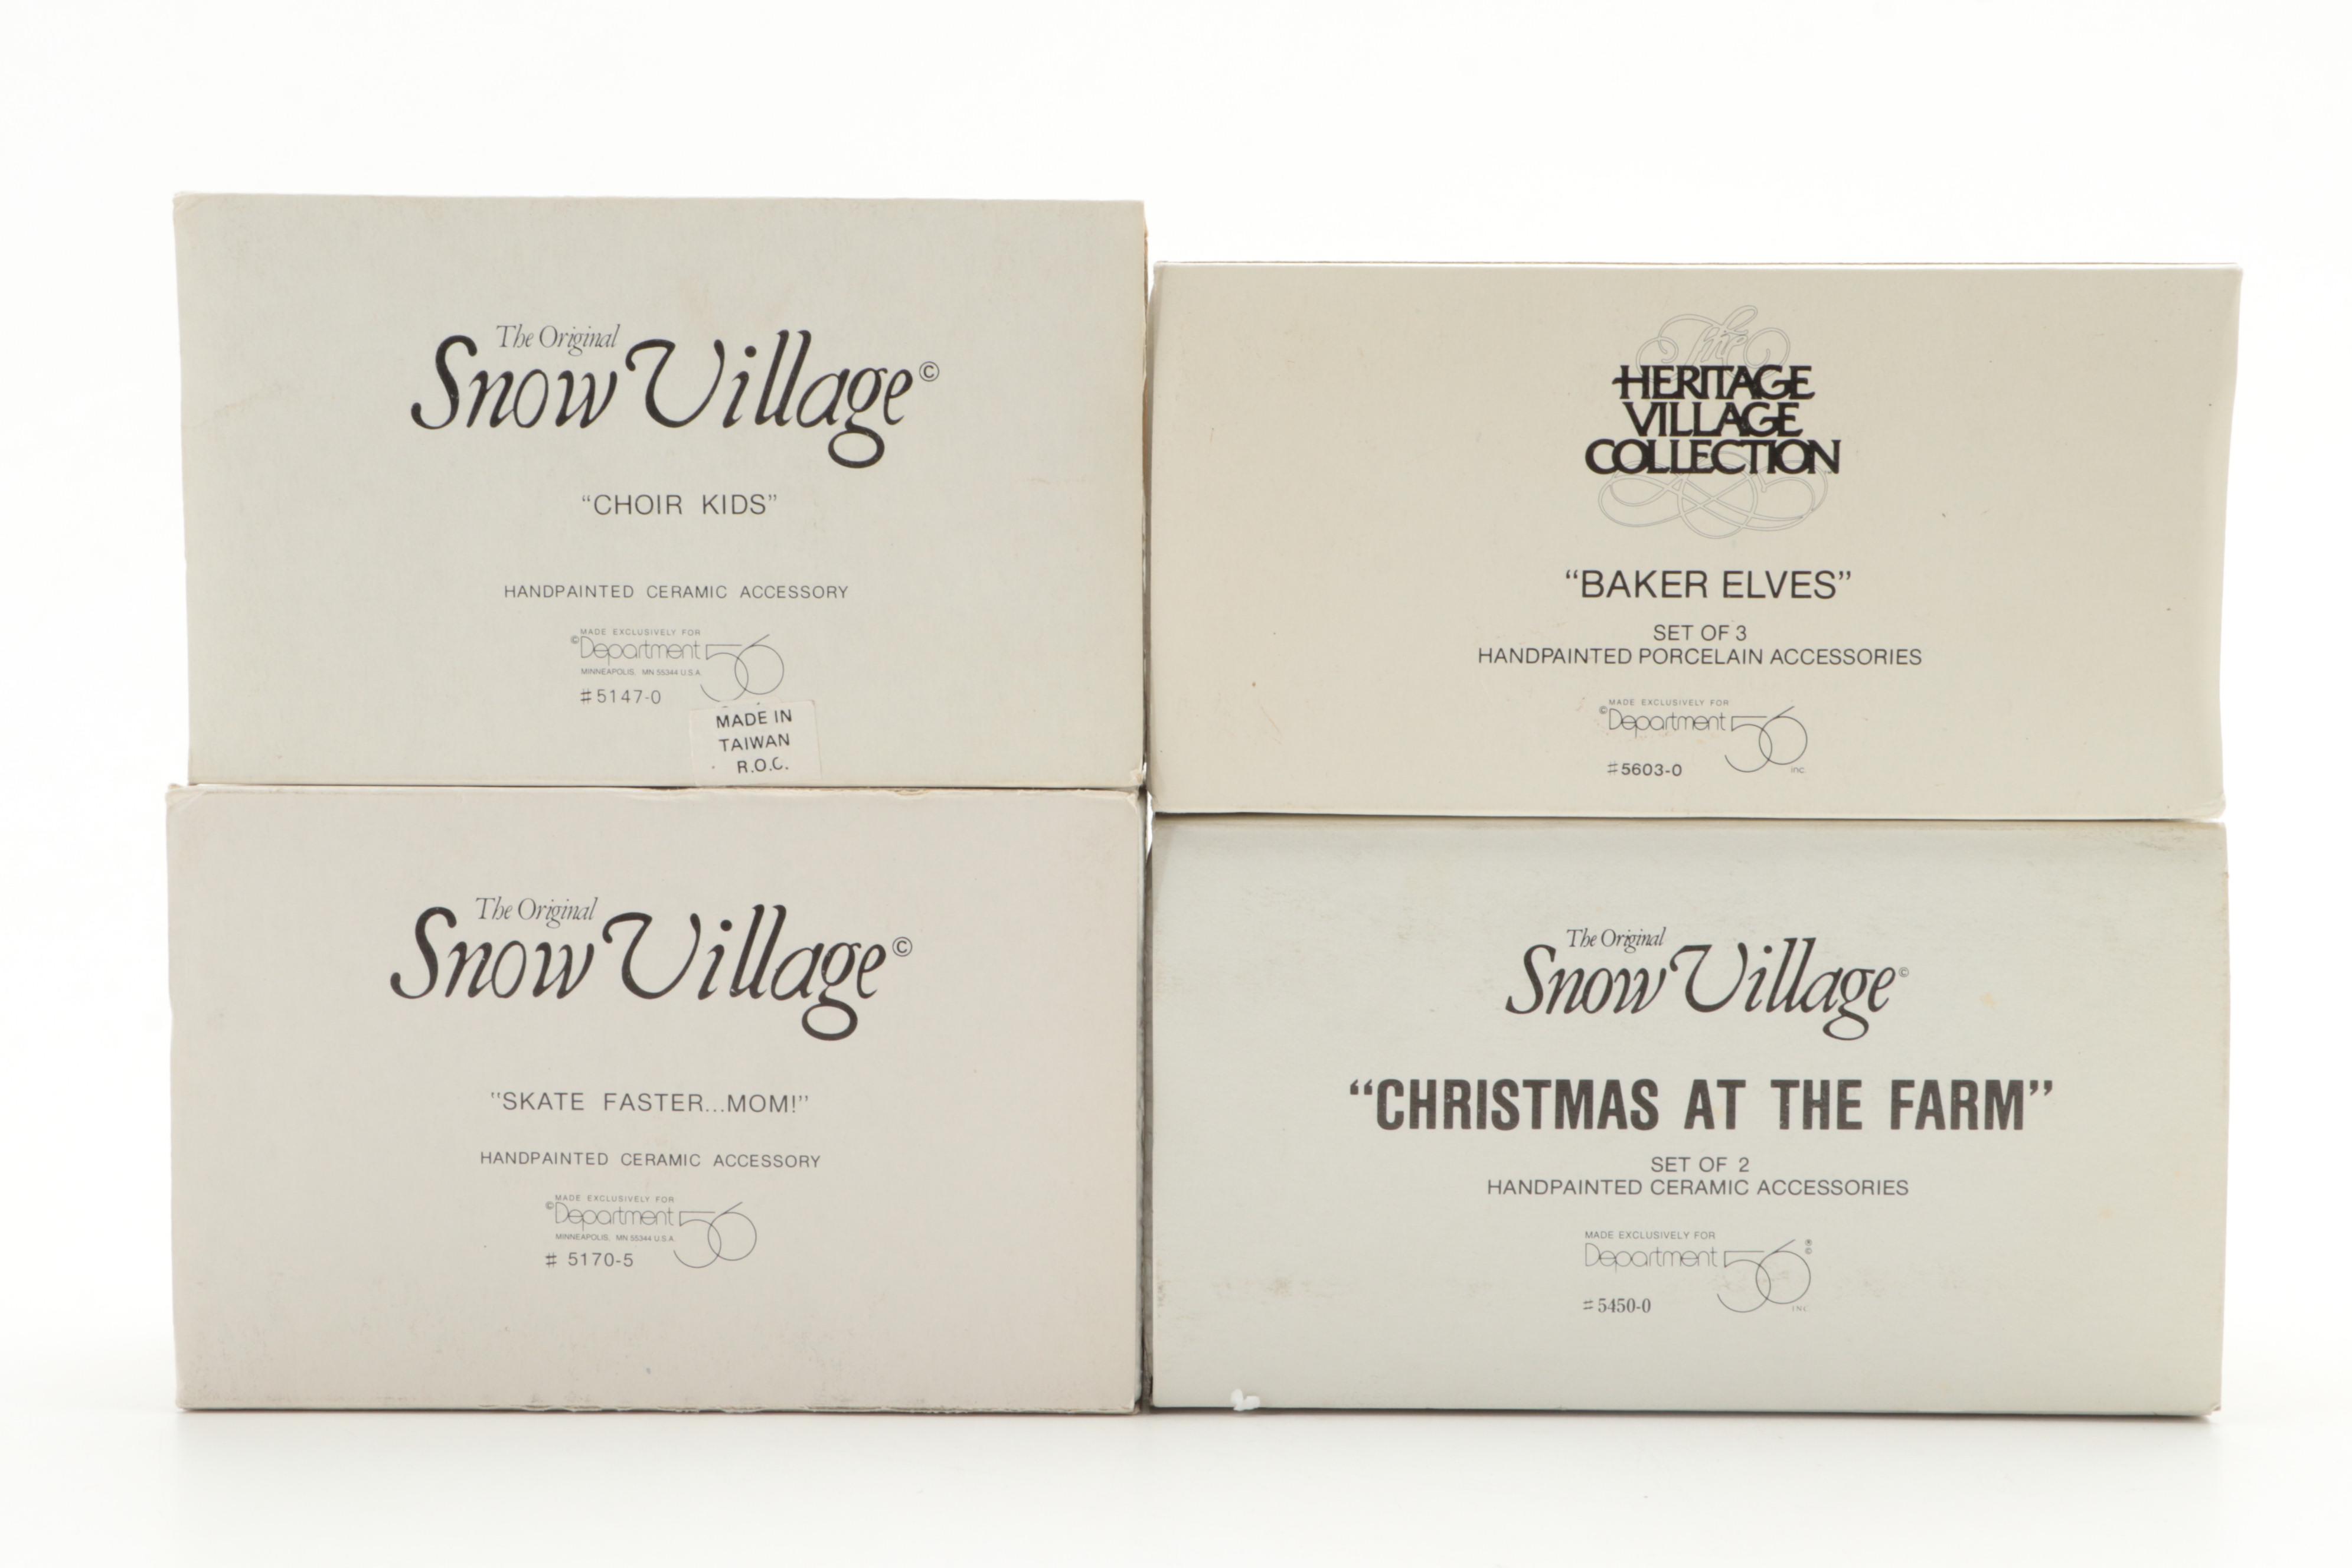 The Original
Snow Village©
“CHOIR KIDS”
HANDPAINTED CERAMIC ACCESSORY
MADE EXCLUSIVELY FOR
©Department 56
MINNEAPOLIS, MN 55344 U.S.A.
#5147-0
MADE IN
TAIWAN
R.O.C.
The
HERITAGE
VILLAGE
COLLECTION
“BAKER ELVES”
SET OF 3
HANDPAINTED PORCELAIN ACCESSORIES
MADE EXCLUSIVELY FOR
©Department 56
inc.
#5603-0
The Original
Snow Village©
"SKATE FASTER...MOM!"
HANDPAINTED CERAMIC ACCESSORY
MADE EXCLUSIVELY FOR
©Department 56
MINNEAPOLIS, MN 55344 U.S.A.
# 5170-5
The Original
Snow Village©
“CHRISTMAS AT THE FARM”
SET OF 2
HANDPAINTED CERAMIC ACCESSORIES
MADE EXCLUSIVELY FOR
Department 56®©
INC
#5450-0